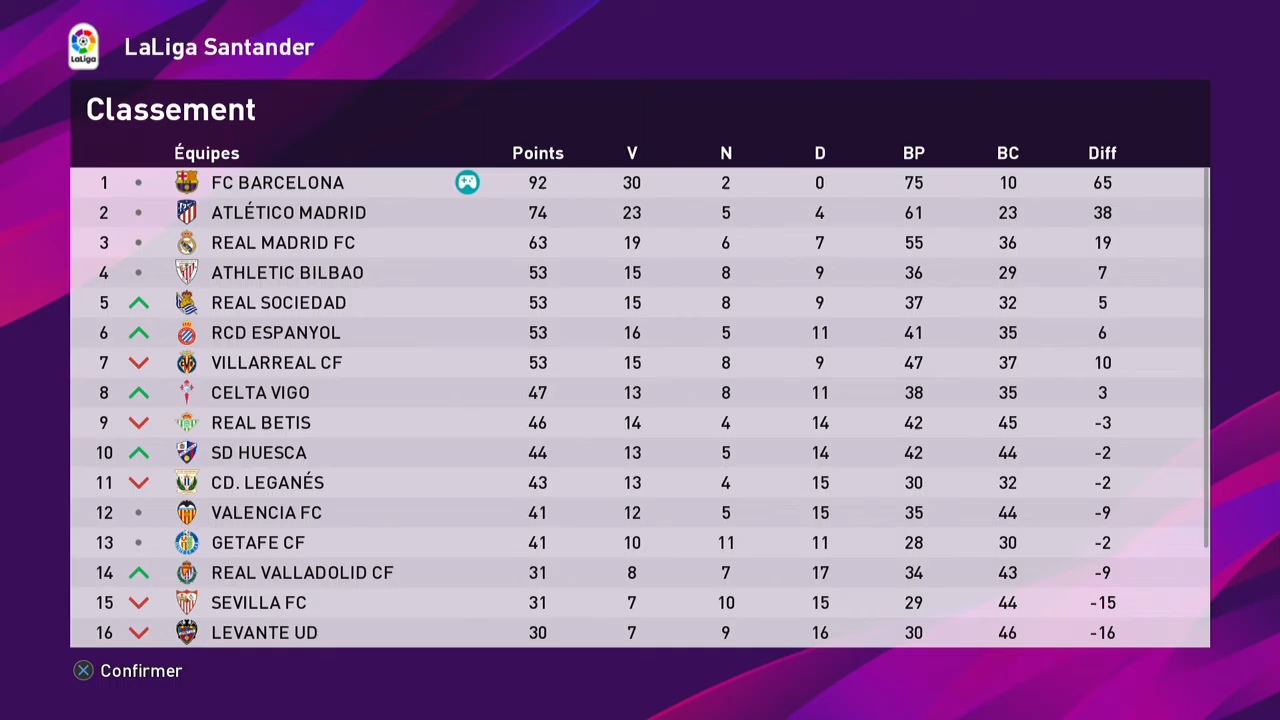 LaLiga
LaLiga Santander
Classement
Équipes Points V N D BP BC Diff
1 FC BARCELONA 92 30 2 0 75 10 65
2 ATLÉTICO MADRID 74 23 5 4 61 23 38
3 REAL MADRID FC 63 19 6 7 55 36 19
4 ATHLETIC BILBAO 53 15 8 9 36 29 7
5 REAL SOCIEDAD 53 15 8 9 37 32 5
6 RCD ESPANYOL 53 16 5 11 41 35 6
7 VILLARREAL CF 53 15 8 9 47 37 10
8 CELTA VIGO 47 13 8 11 38 35 3
9 REAL BETIS 46 14 4 14 42 45 -3
10 SD HUESCA 44 13 5 14 42 44 -2
11 CD. LEGANÉS 43 13 4 15 30 32 -2
12 VALENCIA FC 41 12 5 15 35 44 -9
13 GETAFE CF 41 10 11 11 28 30 -2
14 REAL VALLADOLID CF 31 8 7 17 34 43 -9
15 SEVILLA FC 31 7 10 15 29 44 -15
16 LEVANTE UD 30 7 9 16 30 46 -16
Confirmer